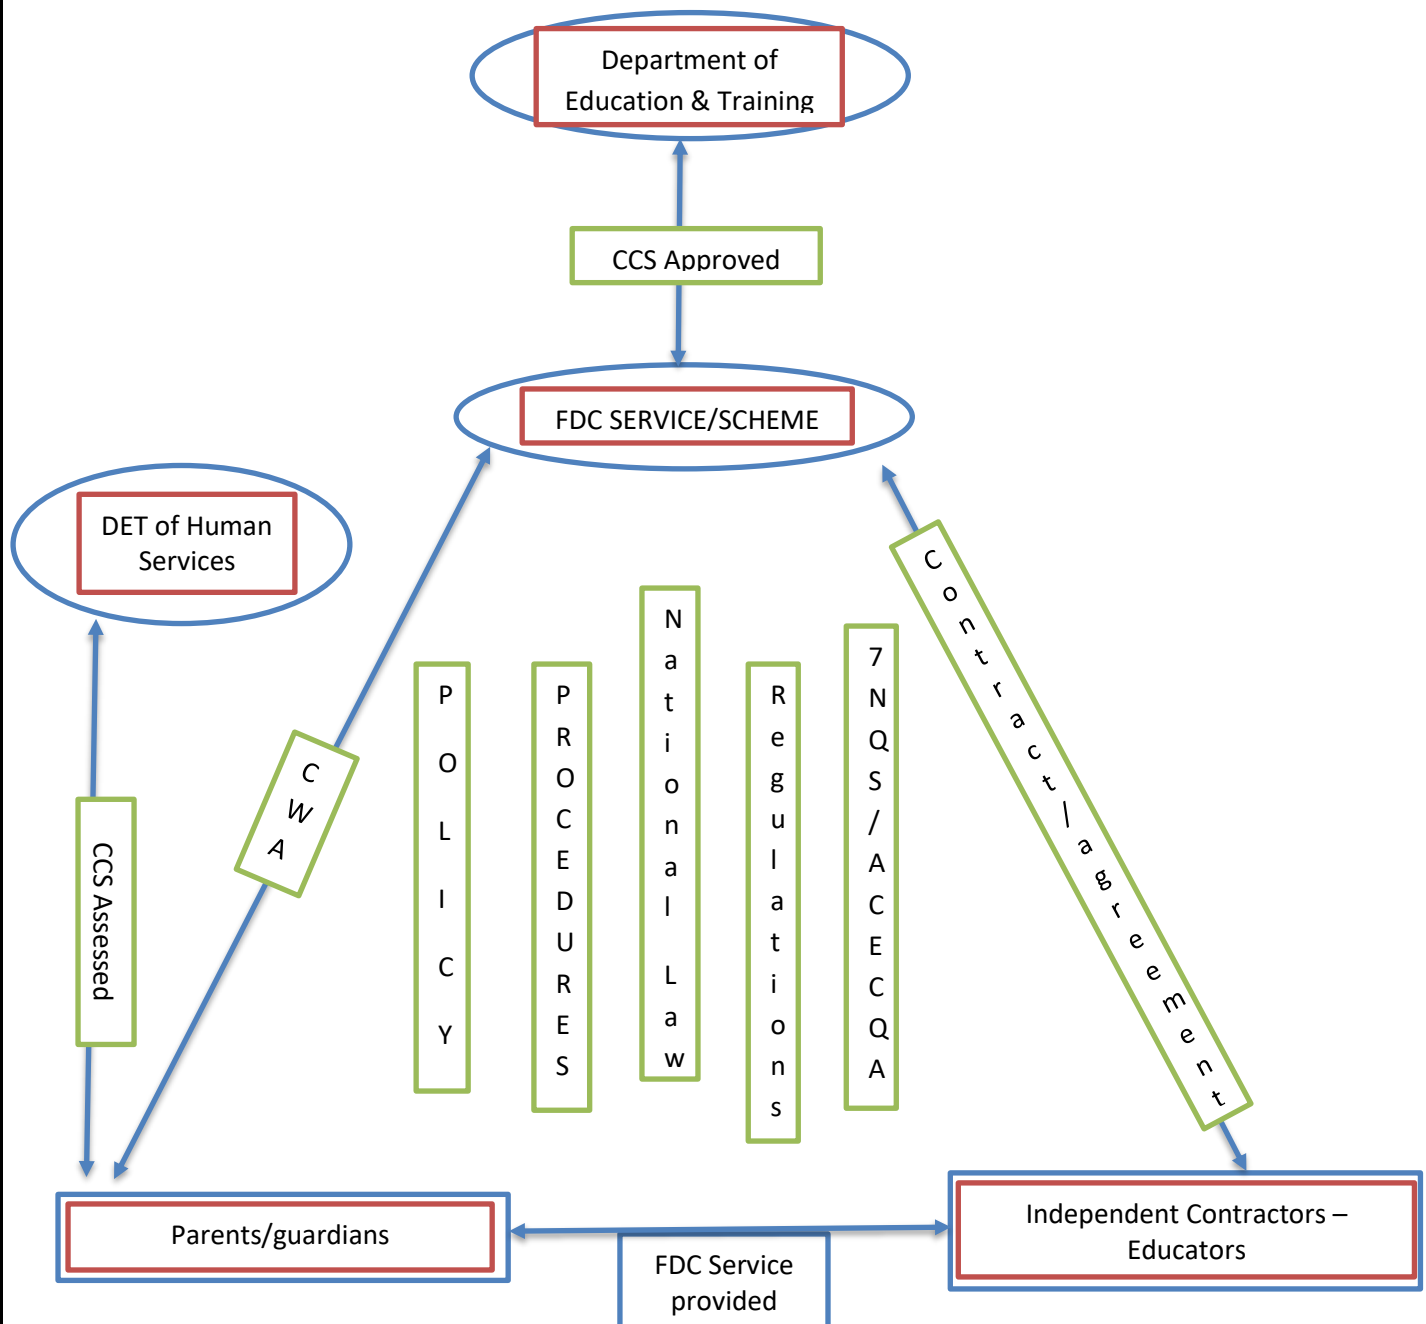 Department of
Education & Training
CCS Approved
FDC SERVICE/SCHEME
DET of Human
Services
CCS Assessed
CWA
POLICY
PROCEDURES
National Law
Regulations
7NQS/ACECQA
Contract/agreement
Parents/guardians
FDC Service
provided
Independent Contractors –
Educators